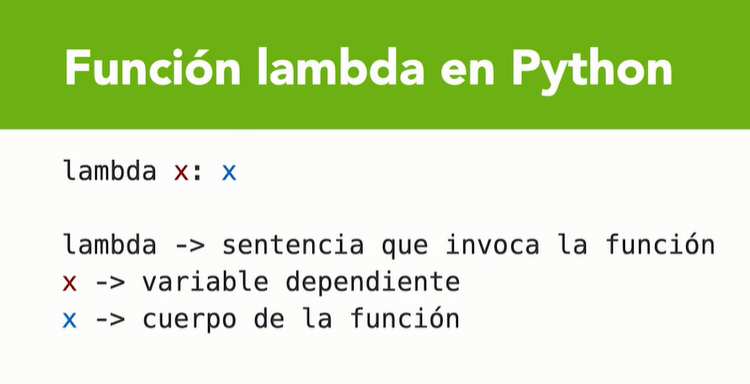 Función lambda en Python
lambda x: x
lambda -> sentencia que invoca la función
x -> variable dependiente
x -> cuerpo de la función